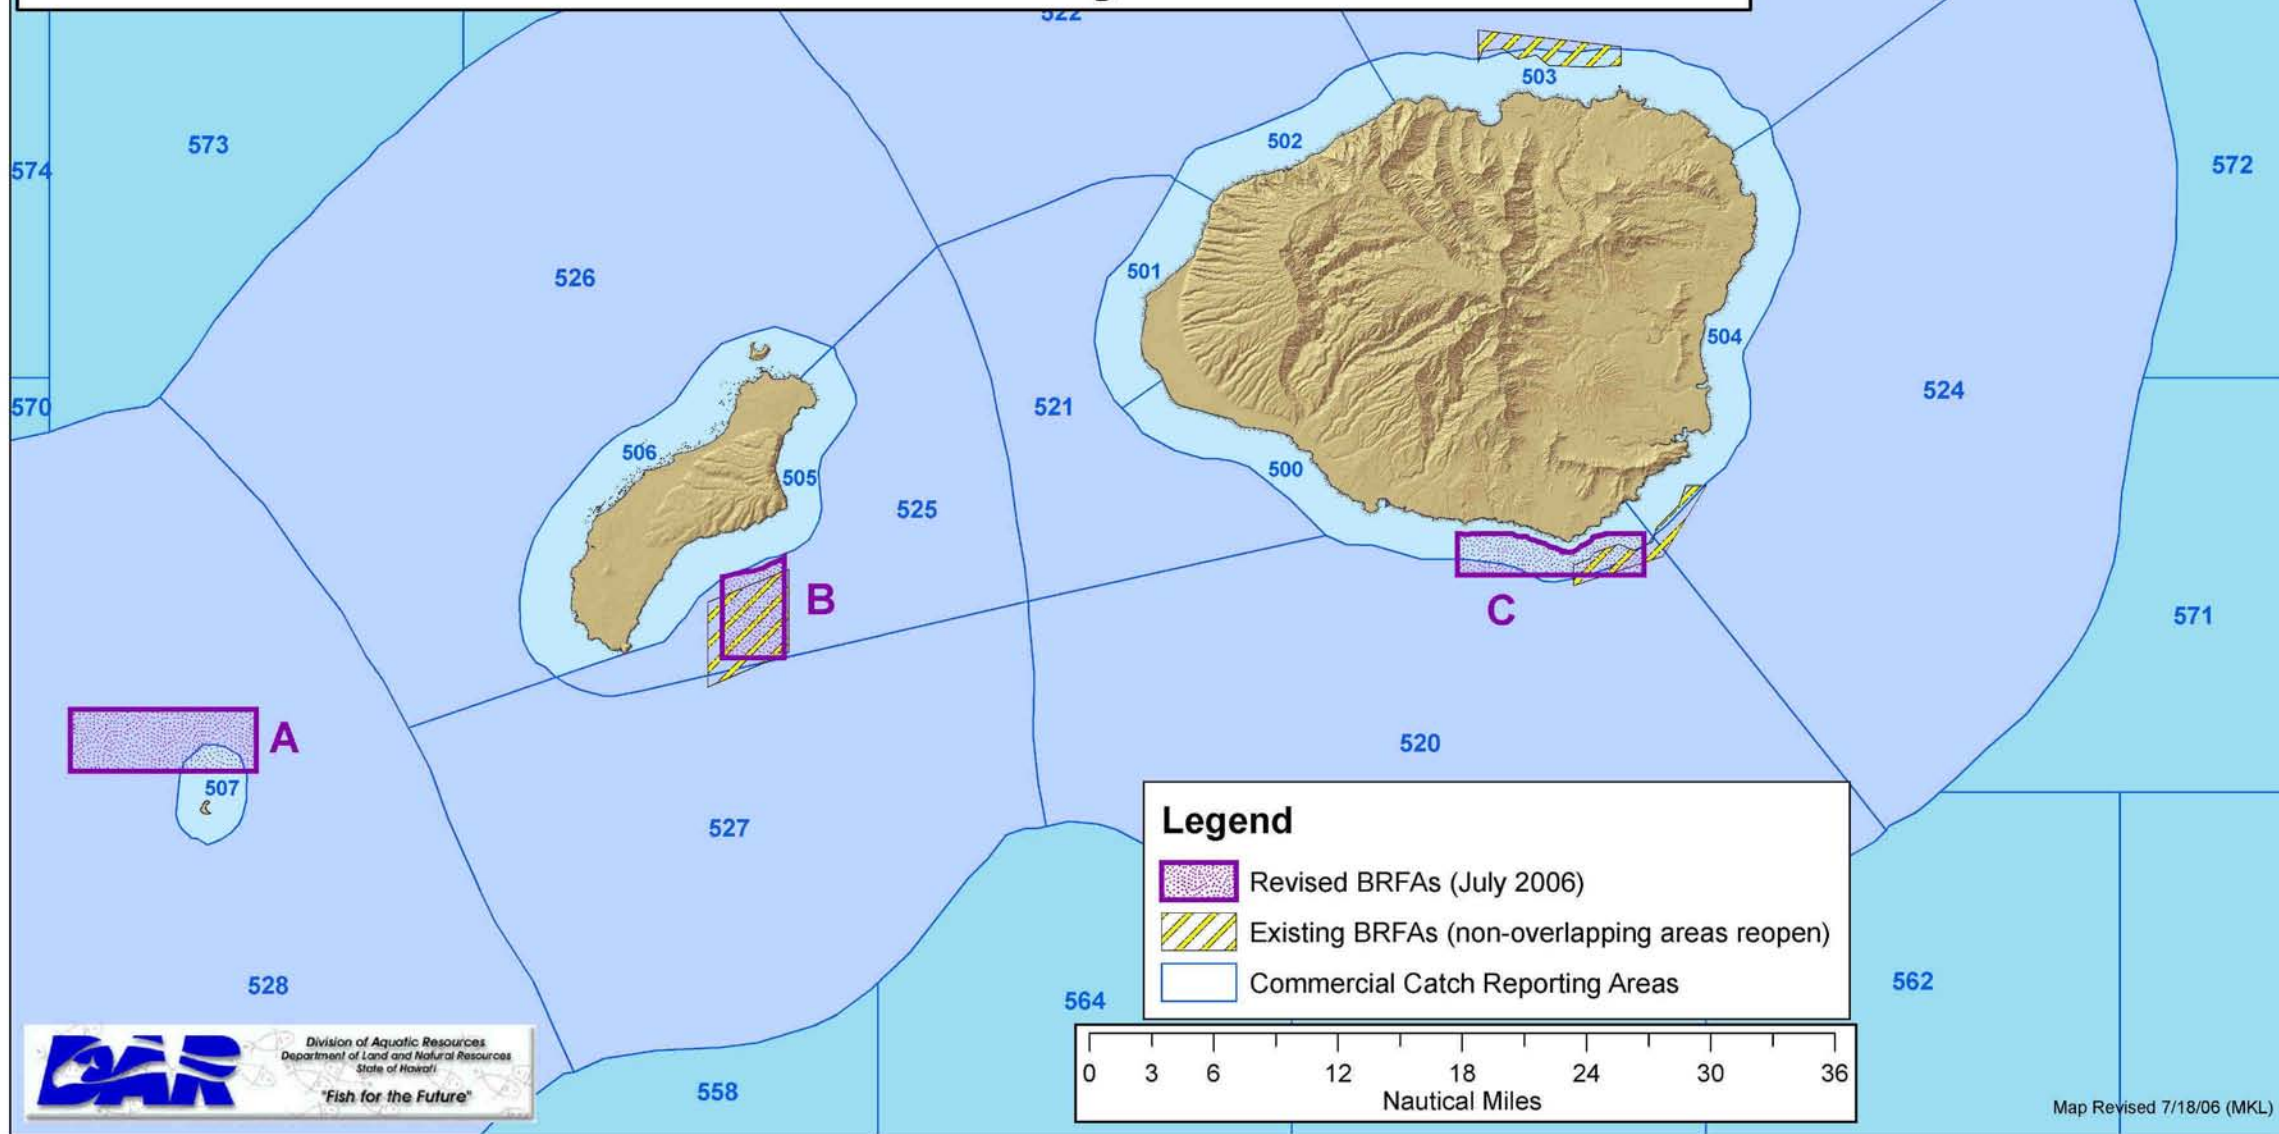 522
503
573
502
572
574
526
501
504
570
521
524
506
505
500
525
B
C
571
A
520
507
527
528
564
562
558
Legend
Revised BRFAs (July 2006)
Existing BRFAs (non-overlapping areas reopen)
Commercial Catch Reporting Areas
DAR
Division of Aquatic Resources
Department of Land and Natural Resources
State of Hawai'i
"Fish for the Future"
0 3 6 12 18 24 30 36
Nautical Miles
Map Revised 7/18/06 (MKL)